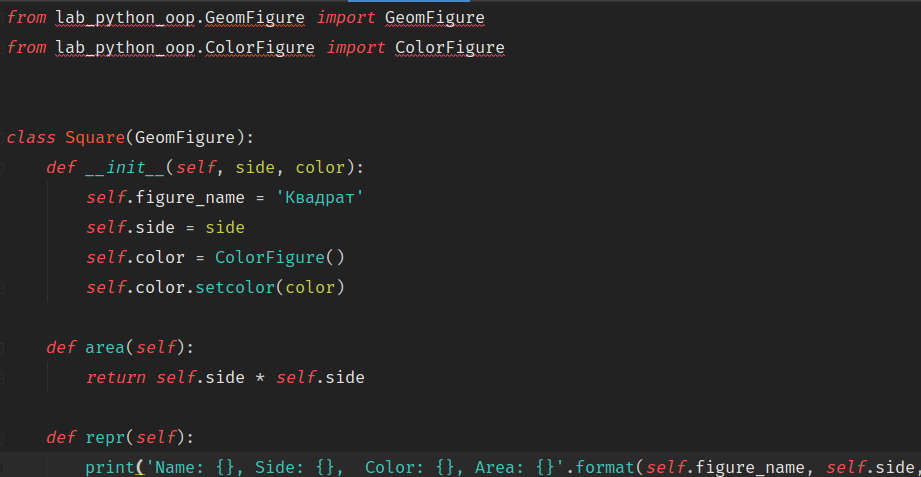 from lab_python_oop.GeomFigure import GeomFigure
from lab_python_oop.ColorFigure import ColorFigure
class Square(GeomFigure):
def __init__(self, side, color):
self.figure_name = 'Квадрат'
self.side = side
self.color = ColorFigure()
self.color.setcolor(color)
def area(self):
return self.side * self.side
def repr(self):
print('Name: {}, Side: {},  Color: {}, Area: {}'.format(self.figure_name, self.side,